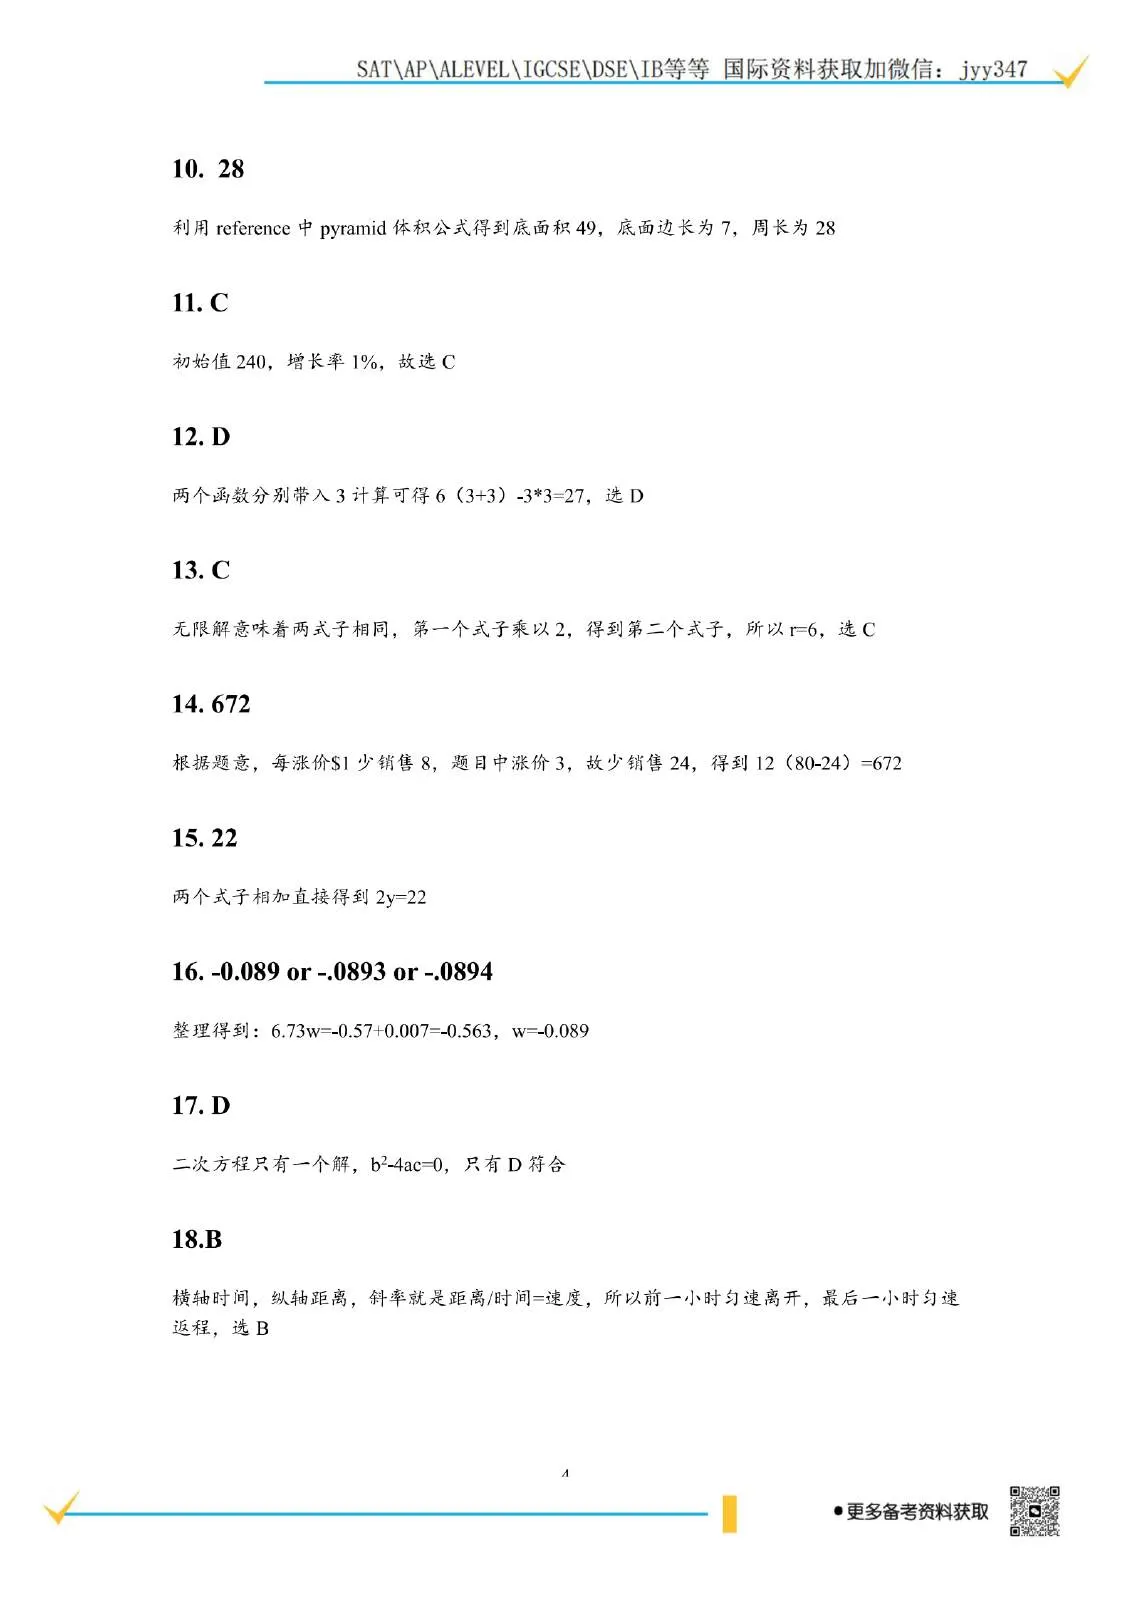 SAT\AP\ALEVEL\IGCSE\DSE\IB等等 国际资料获取加微信：jyy347
10. 28
利用 reference 中 pyramid 体积公式得到底面积 49，底面边长为 7，周长为 28
11. C
初始值 240，增长率 1%，故选 C
12. D
两个函数分别带入 3 计算可得 6（3+3）-3*3=27，选 D
13. C
无限解意味着两式子相同，第一个式子乘以 2，得到第二个式子，所以 r=6，选 C
14. 672
根据题意，每涨价$1 少销售 8，题目中涨价 3，故少销售 24，得到 12（80-24）=672
15. 22
两个式子相加直接得到 2y=22
16. -0.089 or -.0893 or -.0894
整理得到：6.73w=-0.57+0.007=-0.563，w=-0.089
17. D
二次方程只有一个解，b²-4ac=0，只有 D 符合
18.B
横轴时间，纵轴距离，斜率就是距离/时间=速度，所以前一小时匀速离开，最后一小时匀速
返程，选 B
4
•更多备考资料获取